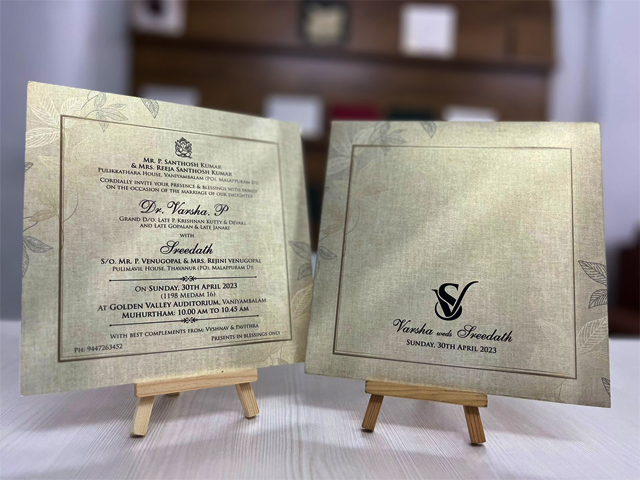 Mr. P. Santhosh Kumar
& Mrs. Reeja Santhosh Kumar
Pulikkathara House, Vaniyambalam (PO), Malappuram Dt)
Cordially invite your presence & blessings with family
on the occasion of the marriage of our daughter
Dr. Varsha. P
Grand D/o: Late P. Krishnan Kutty & Devaki,
and Late Gopalan & Late Janake
with
Sreedath
S/o. Mr. P Venugopal & Mrs. Rejini Venugopal
Pulimavil House, Thavanur (PO), Malappuram Dt)
On Sunday, 30th April 2023
(1198 Medam 16)
at Golden Valley Auditorium, Vaniyambalam
Muhurtham: 10.00 am to 10.45 am
With best complements from: Vyshnav & Pavithra
Presents in blessings only
Ph: 9447263452
VS
Varsha weds Sreedath
Sunday, 30th April 2023